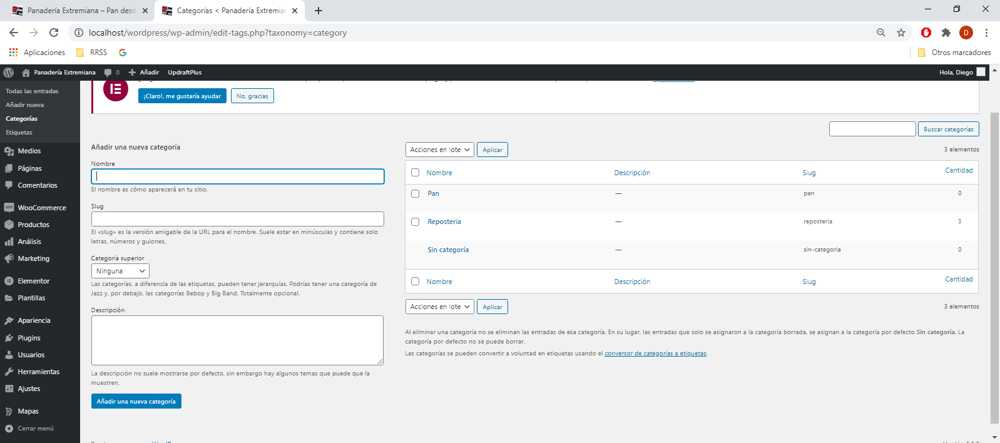 Panadería Extremiana – Pan desd
Categorías < Panadería Extremian
localhost/wordpress/wp-admin/edit-tags.php?taxonomy=category
D
Aplicaciones
RRSS
Otros marcadores
Panadería Extremiana
0
Añadir
UpdraftPlus
Hola, Diego
Todas las entradas
Añadir nueva
Categorías
Etiquetas
Medios
Páginas
Comentarios
WooCommerce
Productos
Análisis
Marketing
Elementor
Plantillas
Apariencia
Plugins
Usuarios
Herramientas
Ajustes
Mapas
Cerrar menú
¡Claro!, me gustaría ayudar
No, gracias
Buscar categorías
Añadir una nueva categoría
Nombre
El nombre es cómo aparecerá en tu sitio.
Slug
El «slug» es la versión amigable de la URL para el nombre. Suele estar en minúsculas y contiene solo
letras, números y guiones.
Categoría superior
Ninguna
Las categorías, a diferencia de las etiquetas, pueden tener jerarquías. Podrías tener una categoría de
Jazz y, por debajo, las categorías Bebop y Big Band. Totalmente opcional.
Descripción
La descripción no suele mostrarse por defecto, sin embargo hay algunos temas que puede que la
muestren.
Añadir una nueva categoría
Acciones en lote
Aplicar
3 elementos
Nombre Descripción Slug Cantidad
Pan — pan 0
Repostería — reposteria 3
Sin categoría — sin-categoria 0
Nombre Descripción Slug Cantidad
Acciones en lote
Aplicar
3 elementos
Al eliminar una categoría no se eliminan las entradas de esa categoría. En su lugar, las entradas que solo se asignaron a la categoría borrada, se asignan a la categoría por defecto Sin categoría. La
categoría por defecto no se puede borrar.
Las categorías se pueden convertir a voluntad en etiquetas usando el conversor de categorías a etiquetas.